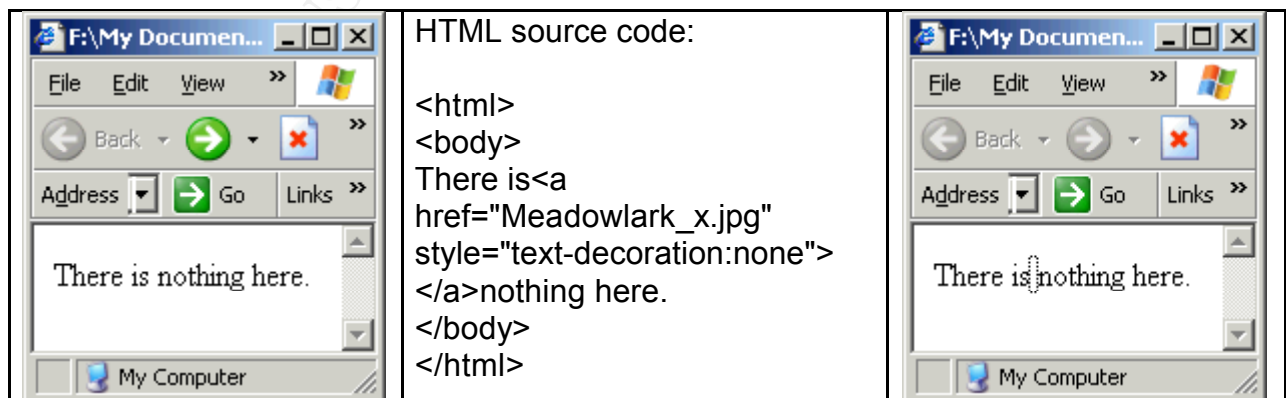 F:\My Documen...
File Edit View »
Back »
Address Go Links »
There is nothing here.
My Computer
HTML source code:
<html>
<body>
There is<a
href="Meadowlark_x.jpg"
style="text-decoration:none">
</a>nothing here.
</body>
</html>
F:\My Documen...
File Edit View »
Back »
Address Go Links »
There is nothing here.
My Computer